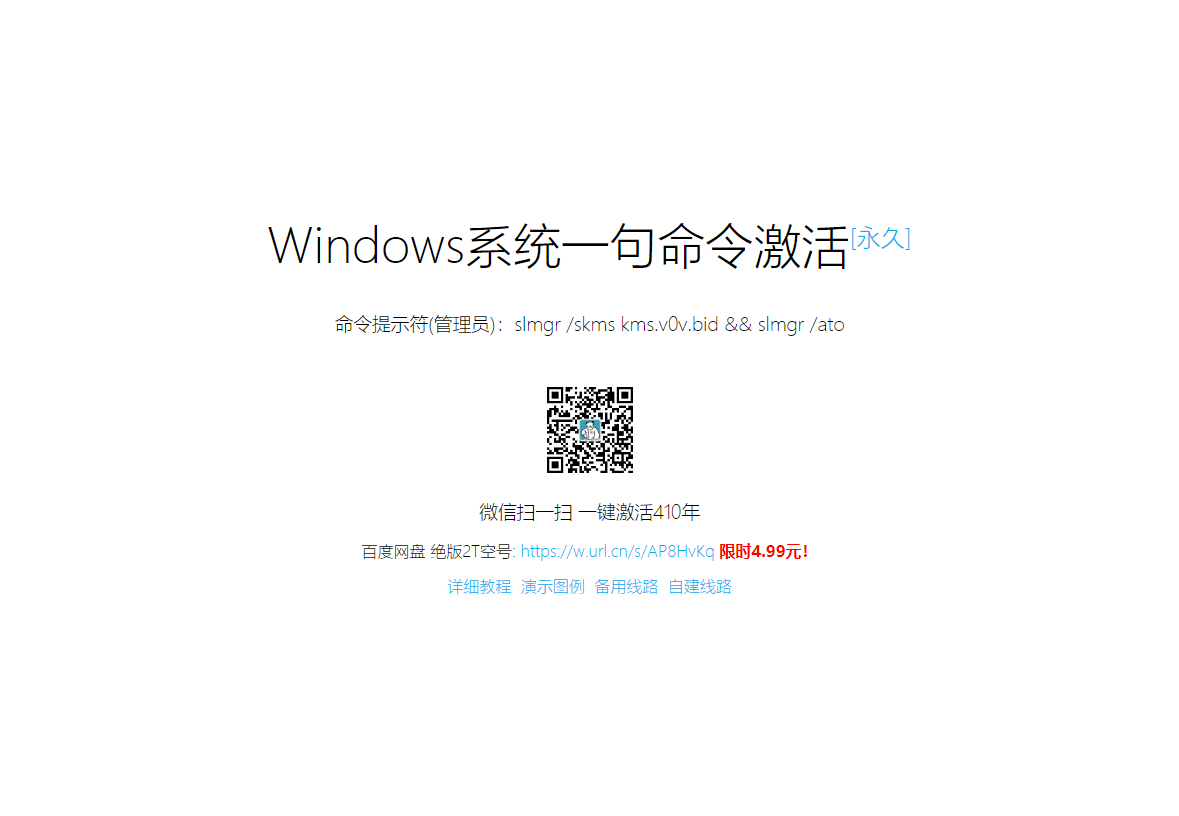 Windows系统一句命令激活[永久]
命令提示符(管理员)：slmgr /skms kms.v0v.bid && slmgr /ato
微信扫一扫 一键激活410年
百度网盘 绝版2T空号: https://w.url.cn/s/AP8HvKq 限时4.99元！
详细教程 演示图例 备用线路 自建线路